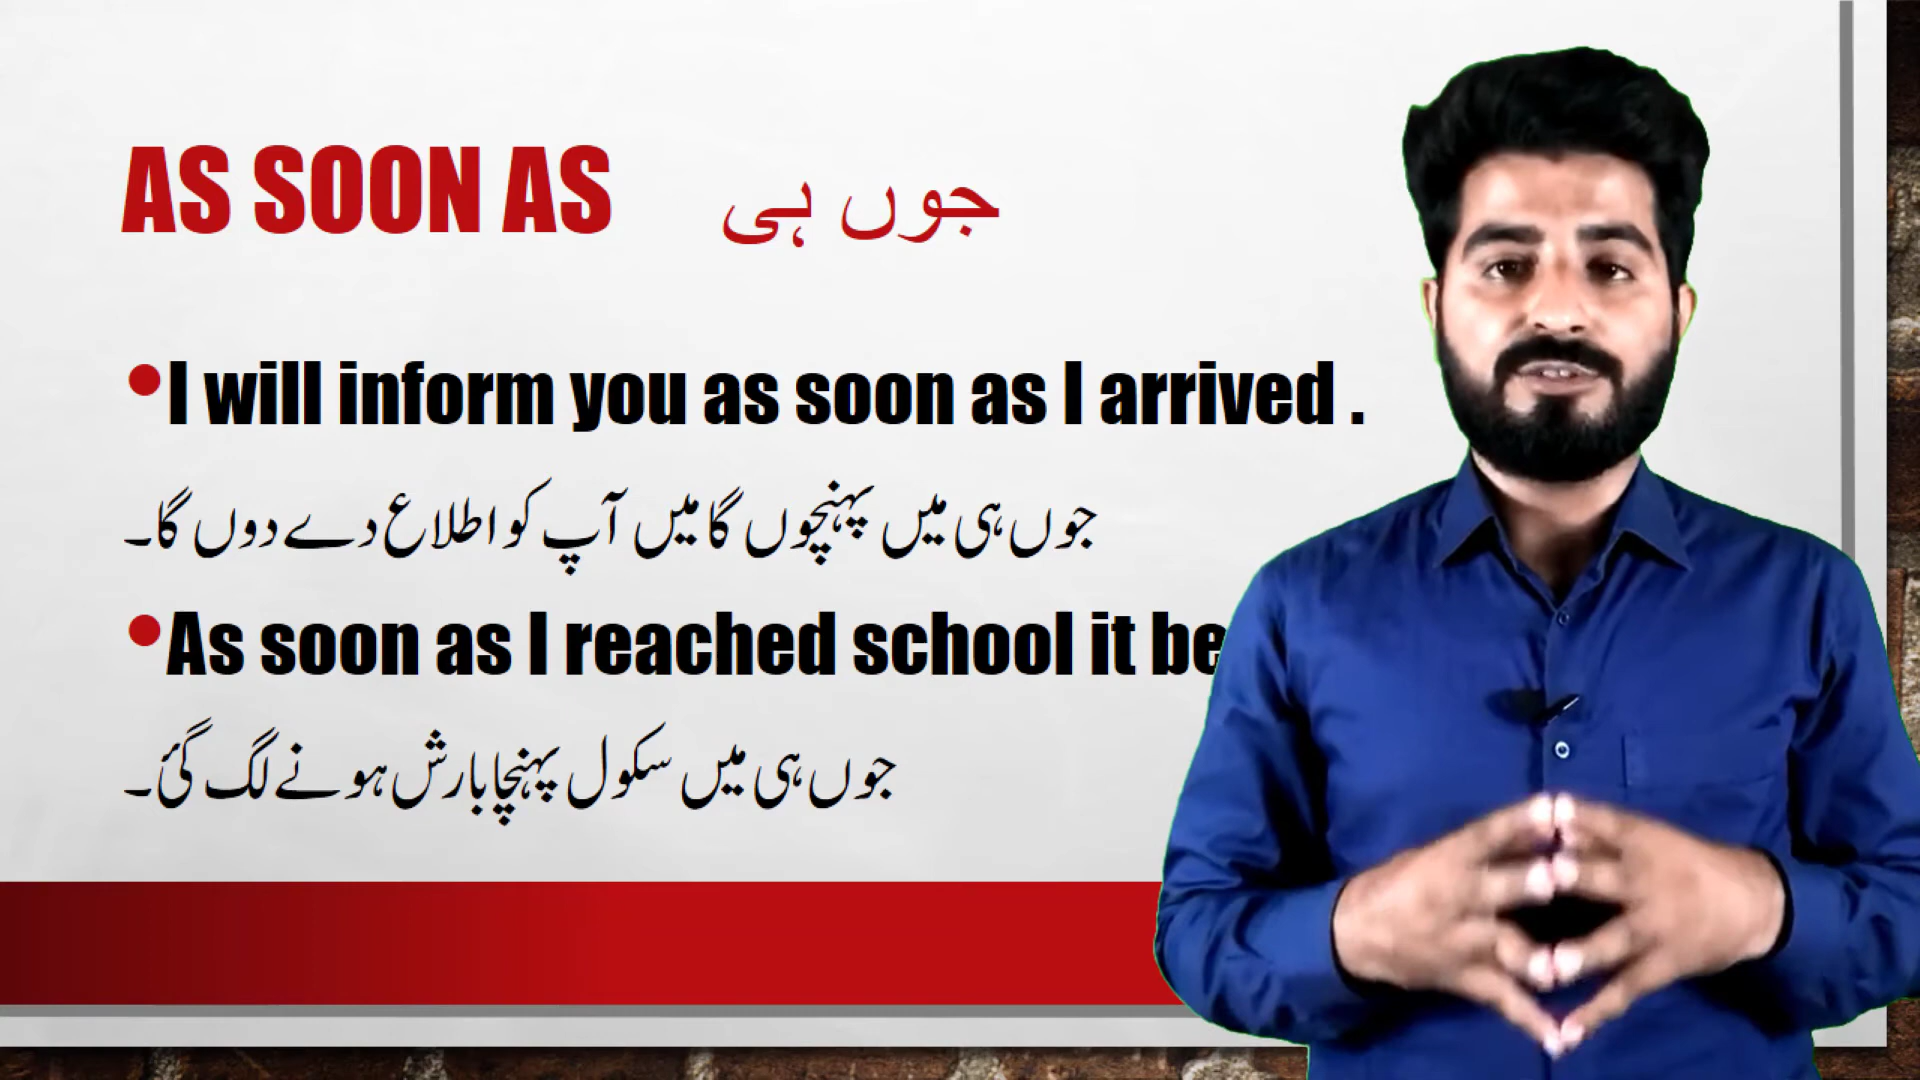 AS SOON AS جوں ہی
•I will inform you as soon as I arrived .
جوں ہی میں پہنچوں گا میں آپ کو اطلاع دے دوں گا۔
•As soon as I reached school it be
جوں ہی میں سکول پہنچا بارش ہونے لگ گئ۔